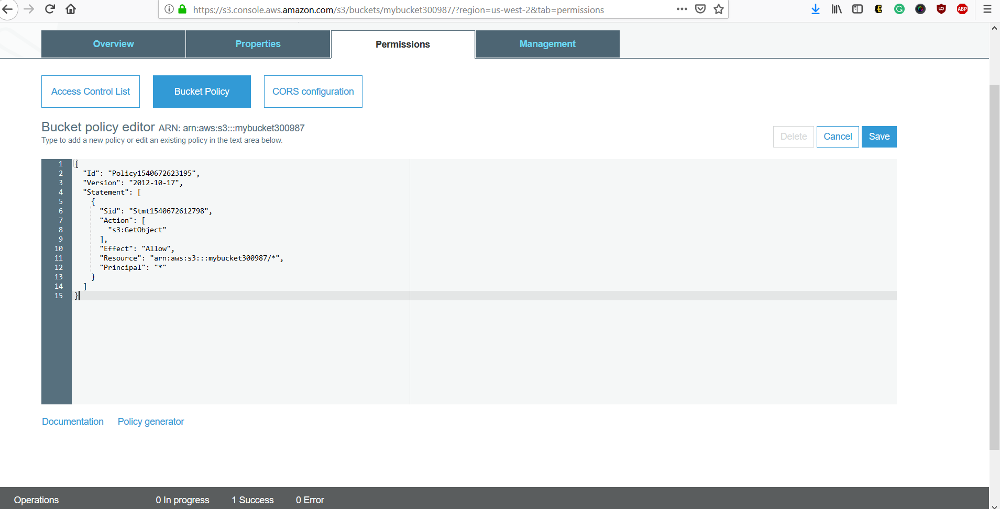 https://s3.console.aws.amazon.com/s3/buckets/mybucket300987/?region=us-west-2&tab=permissions
ABP
Overview Properties Permissions Management
Access Control List Bucket Policy CORS configuration
Bucket policy editor ARN: arn:aws:s3:::mybucket300987
Type to add a new policy or edit an existing policy in the text area below.
Delete Cancel Save
1 {
2 "Id": "Policy1540672623195",
3 "Version": "2012-10-17",
4 "Statement": [
5 {
6 "Sid": "Stmt1540672612798",
7 "Action": [
8 "s3:GetObject"
9 ],
10 "Effect": "Allow",
11 "Resource": "arn:aws:s3:::mybucket300987/*",
12 "Principal": "*"
13 }
14 ]
15 }
Documentation Policy generator
Operations 0 In progress 1 Success 0 Error